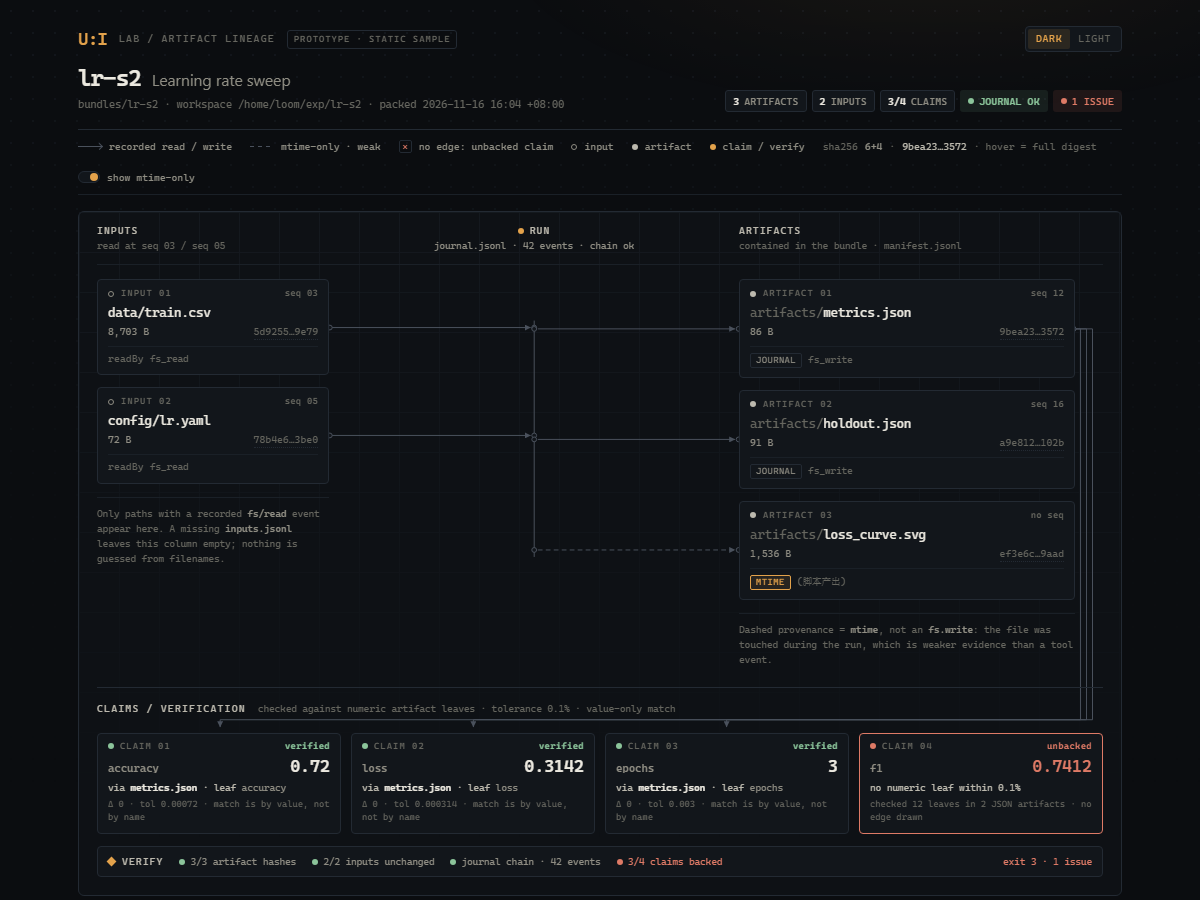 U:I LAB / ARTIFACT LINEAGE PROTOTYPE · STATIC SAMPLE DARK LIGHT
lr-s2 Learning rate sweep
bundles/lr-s2 · workspace /home/loom/exp/lr-s2 · packed 2026-11-16 16:04 +08:00
3 ARTIFACTS 2 INPUTS 3/4 CLAIMS JOURNAL OK 1 ISSUE
recorded read / write mtime-only · weak × no edge: unbacked claim input artifact claim / verify sha256 6+4 · 9bea23…3572 · hover = full digest
show mtime-only
INPUTS
read at seq 03 / seq 05
RUN
journal.jsonl · 42 events · chain ok
ARTIFACTS
contained in the bundle · manifest.jsonl
INPUT 01 seq 03
data/train.csv
8,703 B 5d9255…9e79
readBy fs_read
INPUT 02 seq 05
config/lr.yaml
72 B 78b4e6…3be0
readBy fs_read
Only paths with a recorded fs/read event
appear here. A missing inputs.jsonl
leaves this column empty; nothing is
guessed from filenames.
ARTIFACT 01 seq 12
artifacts/metrics.json
86 B 9bea23…3572
JOURNAL fs_write
ARTIFACT 02 seq 16
artifacts/holdout.json
91 B a9e812…102b
JOURNAL fs_write
ARTIFACT 03 no seq
artifacts/loss_curve.svg
1,536 B ef3e6c…9aad
MTIME (脚本产出)
Dashed provenance = mtime, not an fs.write: the file was
touched during the run, which is weaker evidence than a tool
event.
CLAIMS / VERIFICATION checked against numeric artifact leaves · tolerance 0.1% · value-only match
CLAIM 01 verified
accuracy 0.72
via metrics.json · leaf accuracy
Δ 0 · tol 0.00072 · match is by value, not
by name
CLAIM 02 verified
loss 0.3142
via metrics.json · leaf loss
Δ 0 · tol 0.000314 · match is by value,
not by name
CLAIM 03 verified
epochs 3
via metrics.json · leaf epochs
Δ 0 · tol 0.003 · match is by value, not
by name
CLAIM 04 unbacked
f1 0.7412
no numeric leaf within 0.1%
checked 12 leaves in 2 JSON artifacts · no
edge drawn
VERIFY 3/3 artifact hashes 2/2 inputs unchanged journal chain · 42 events 3/4 claims backed exit 3 · 1 issue